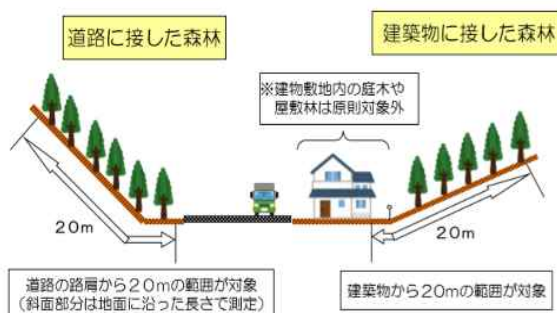 道路に接した森林
建築物に接した森林
※建物敷地内の庭木や
屋敷林は原則対象外
20m
20m
道路の路肩から20mの範囲が対象
(斜面部分は地面に沿った長さで測定)
建築物から20mの範囲が対象